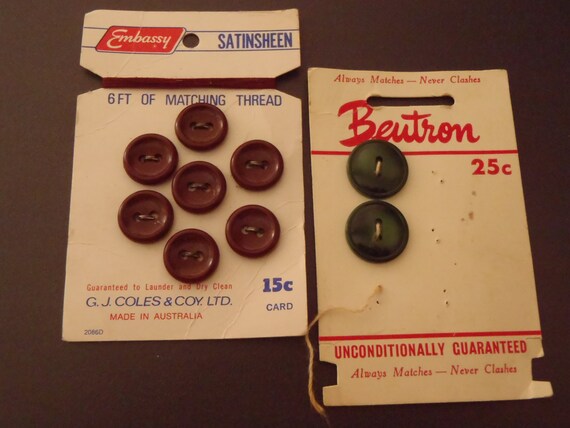 Embassy
SATINSHEEN
6 FT OF MATCHING THREAD
Guaranteed to Launder and Dry Clean
15c
CARD
G. J. COLES & COY. LTD.
MADE IN AUSTRALIA
2086D
Always Matches — Never Clashes
Beutron
25c
UNCONDITIONALLY GUARANTEED
Always Matches — Never Clashes